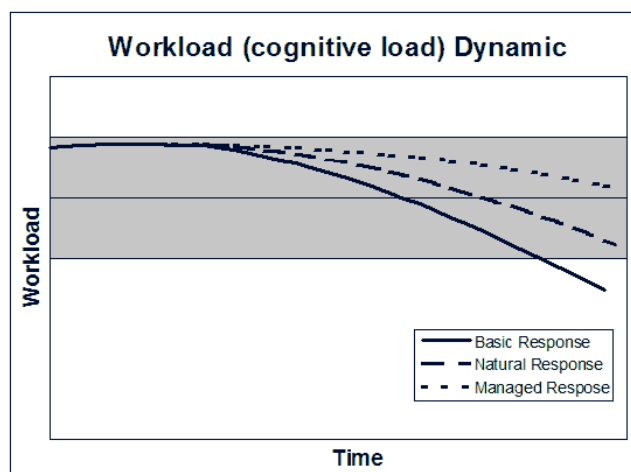 Workload (cognitive load) Dynamic
Workload
Basic Response
Natural Response
Managed Respose
Time